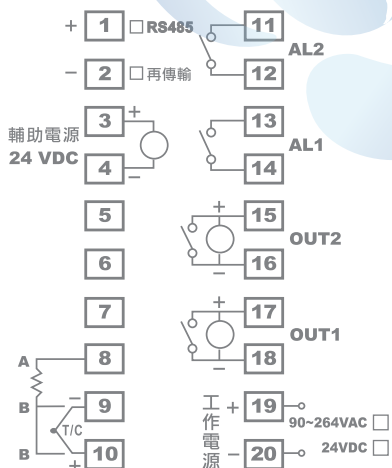 + 1 □ RS485
− 2 □ 再傳輸
輔助電源
24 VDC
3 +
4 −
5
6
7
A 8
B − 9
T/C
B + 10
11
AL2
12
13
AL1
14
+ 15
OUT2
− 16
+ 17
OUT1
− 18
工作電源
+ 19
90~264VAC □
− 20
24VDC □